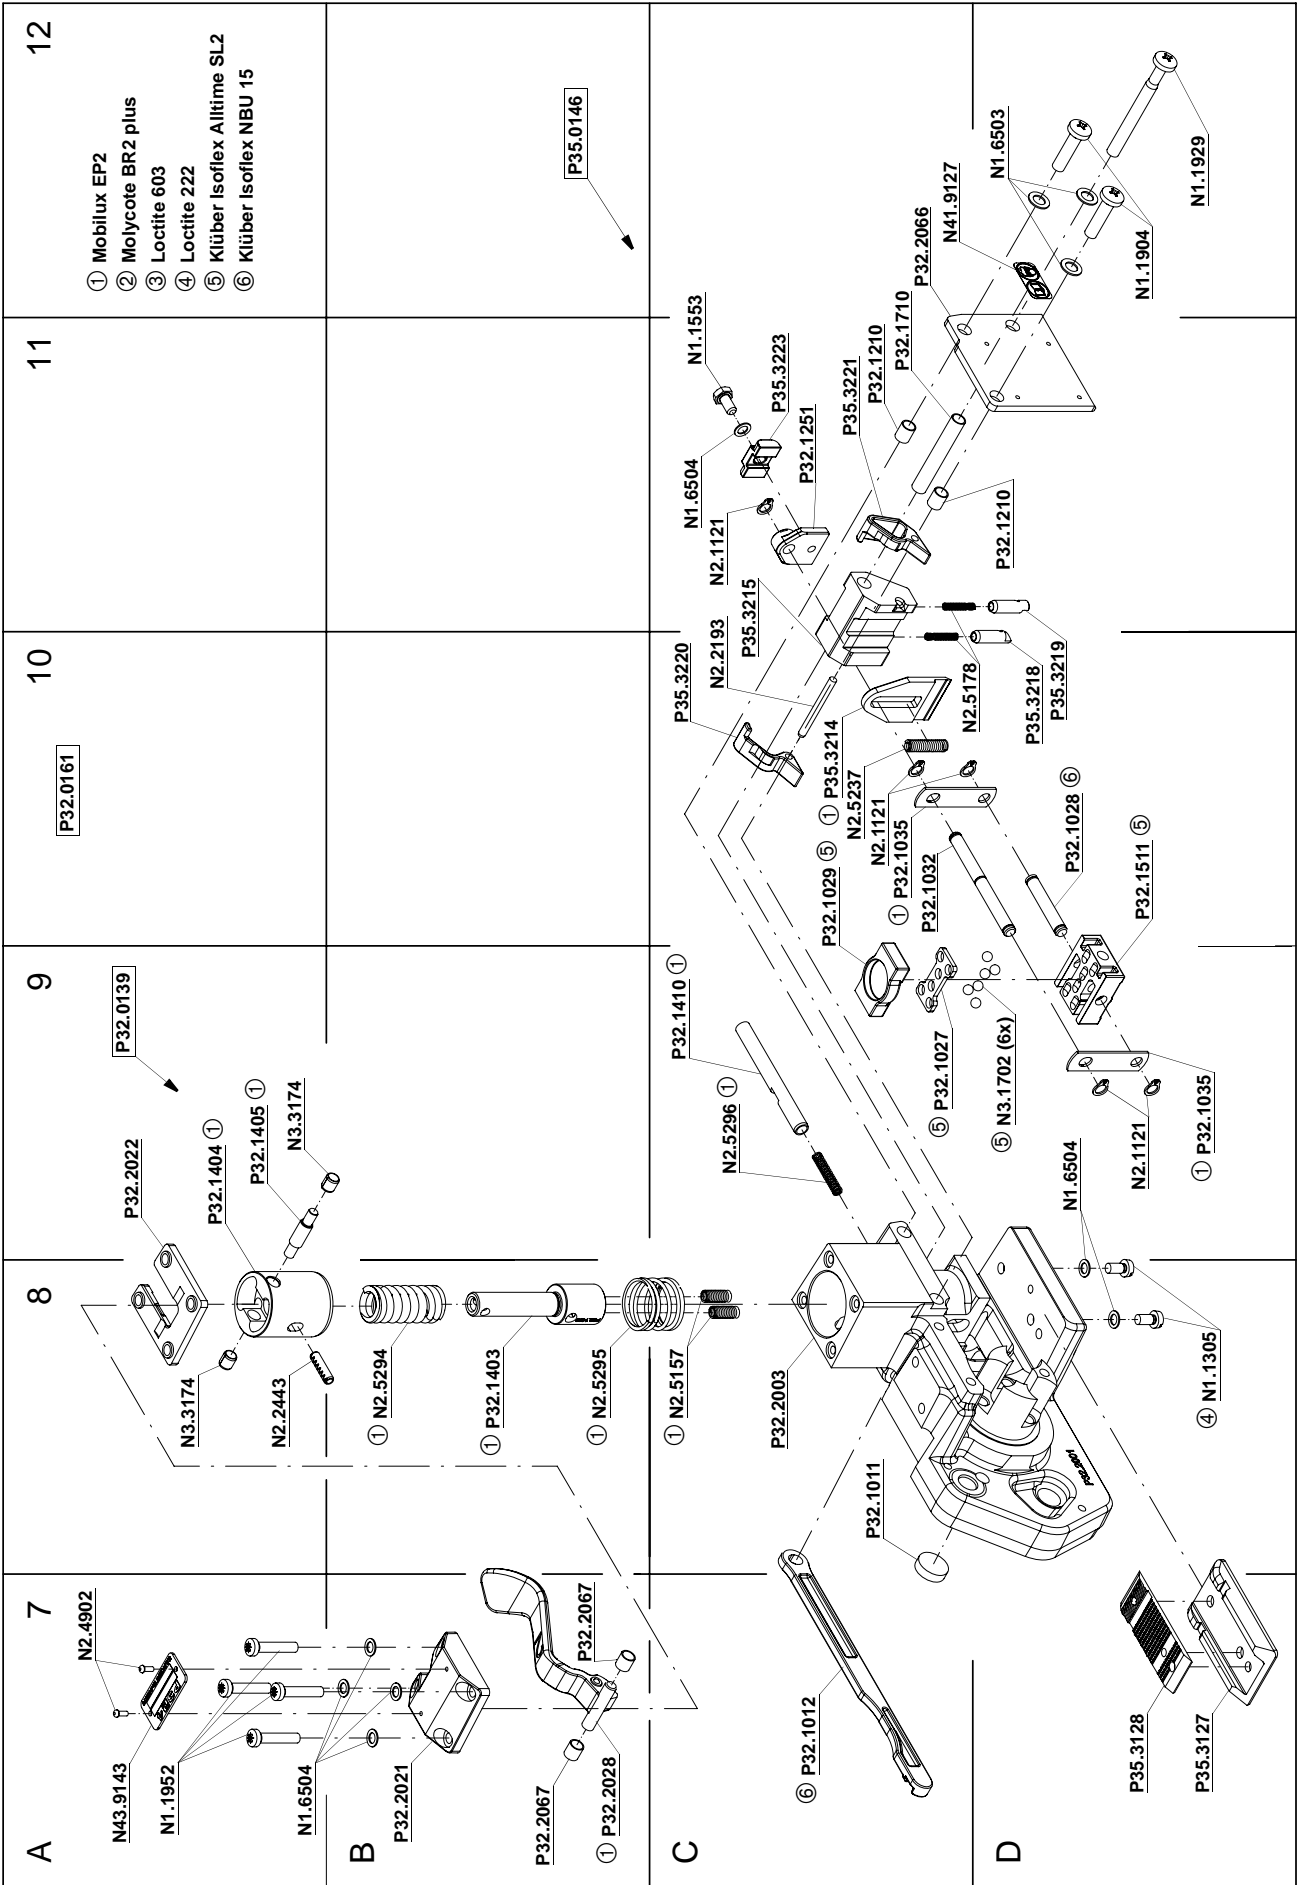 7
8
9
10
11
12
A
B
C
D
① Mobilux EP2
② Molycote BR2 plus
③ Loctite 603
④ Loctite 222
⑤ Klüber Isoflex Alltime SL2
⑥ Klüber Isoflex NBU 15
N2.4902
N43.9143
N1.1952
N1.6504
P32.2021
P32.2067
P32.2067
① P32.2028
P32.2022
P32.1404 ①
P32.1405 ①
N3.3174
N3.3174
N2.2443
① N2.5294
① P32.1403
① N2.5295
① N2.5157
P32.0139
P32.0161
P35.0146
P32.2003
P32.1011
P32.2001
⑥ P32.1012
P35.3128
P35.3127
P32.1410 ①
N2.5296 ①
P32.1029 ⑤
⑤ P32.1027
⑤ N3.1702 (6x)
N1.6504
④ N1.1305
N2.1121
① P32.1035
P32.1511 ⑤
P32.1028 ⑥
P32.1032
① P32.1035
N2.1121
N2.5237
① P35.3214
P35.3220
N2.2193
P35.3215
N2.5178
P35.3218
P35.3219
N2.1121
N1.6504
N1.1553
P35.3223
P32.1251
P35.3221
P32.1210
P32.1710
P32.1210
P32.2066
N41.9127
N1.6503
N1.1904
N1.1929